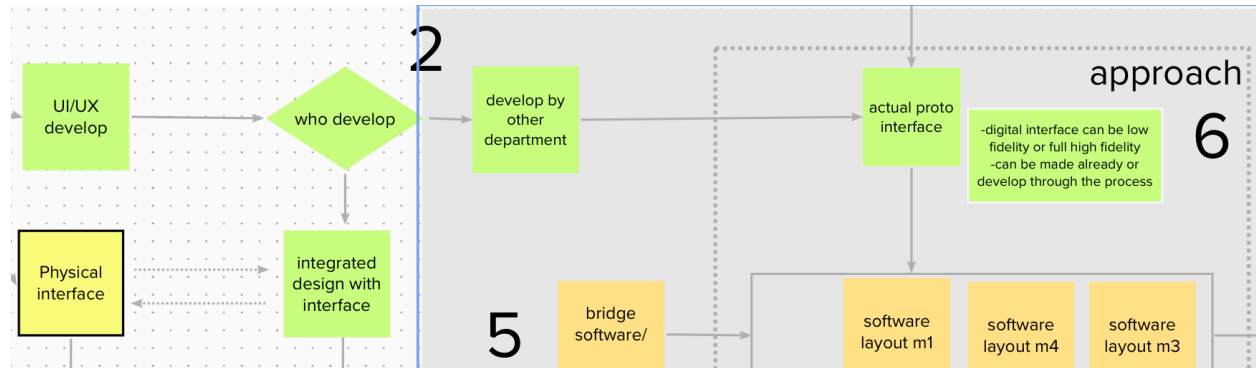 2
approach
UI/UX
develop
who develop
develop by
other
department
actual proto
interface
-digital interface can be low
fidelity or full high fidelity
-can be made already or
develop through the process
6
Physical
interface
integrated
design with
interface
5
bridge
software/
software
layout m1
software
layout m4
software
layout m3